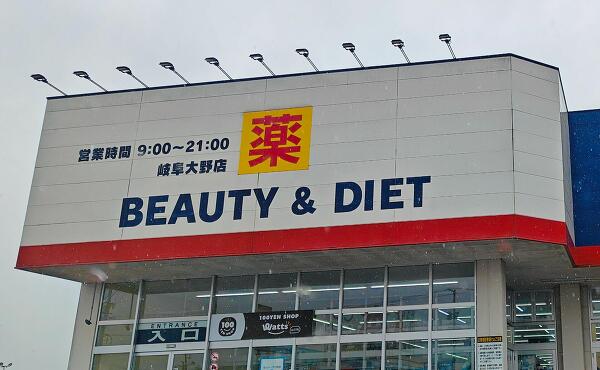 営業時間 9:00～21:00
岐阜大野店
薬
BEAUTY & DIET
100YEN SHOP
100
Watts
ENTRANCE
入口